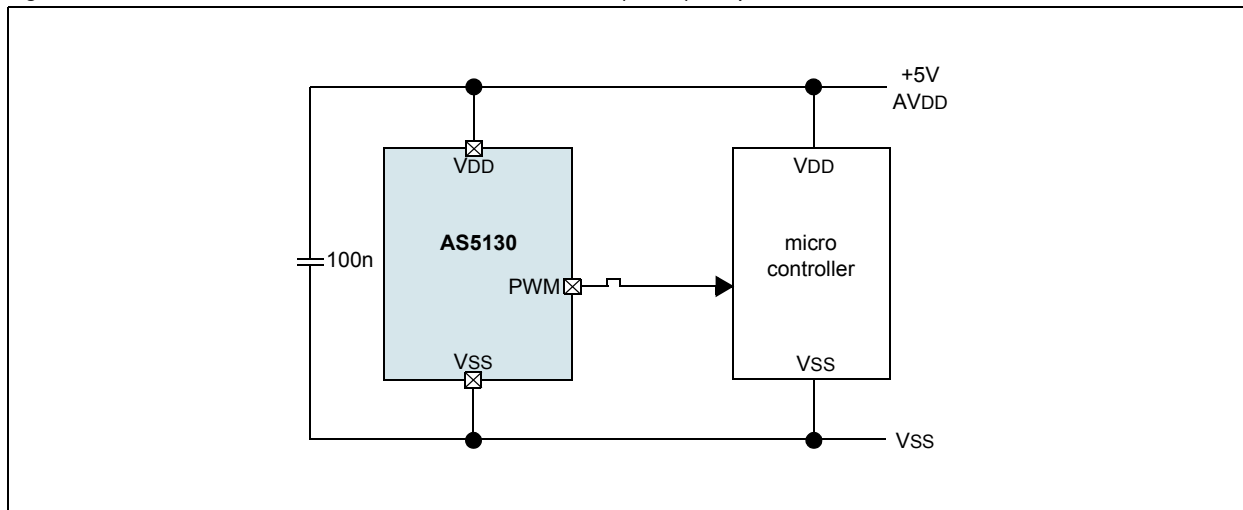 +5V
AVDD
VDD
VDD
AS5130
micro
controller
100n
PWM
VSS
VSS
VSS